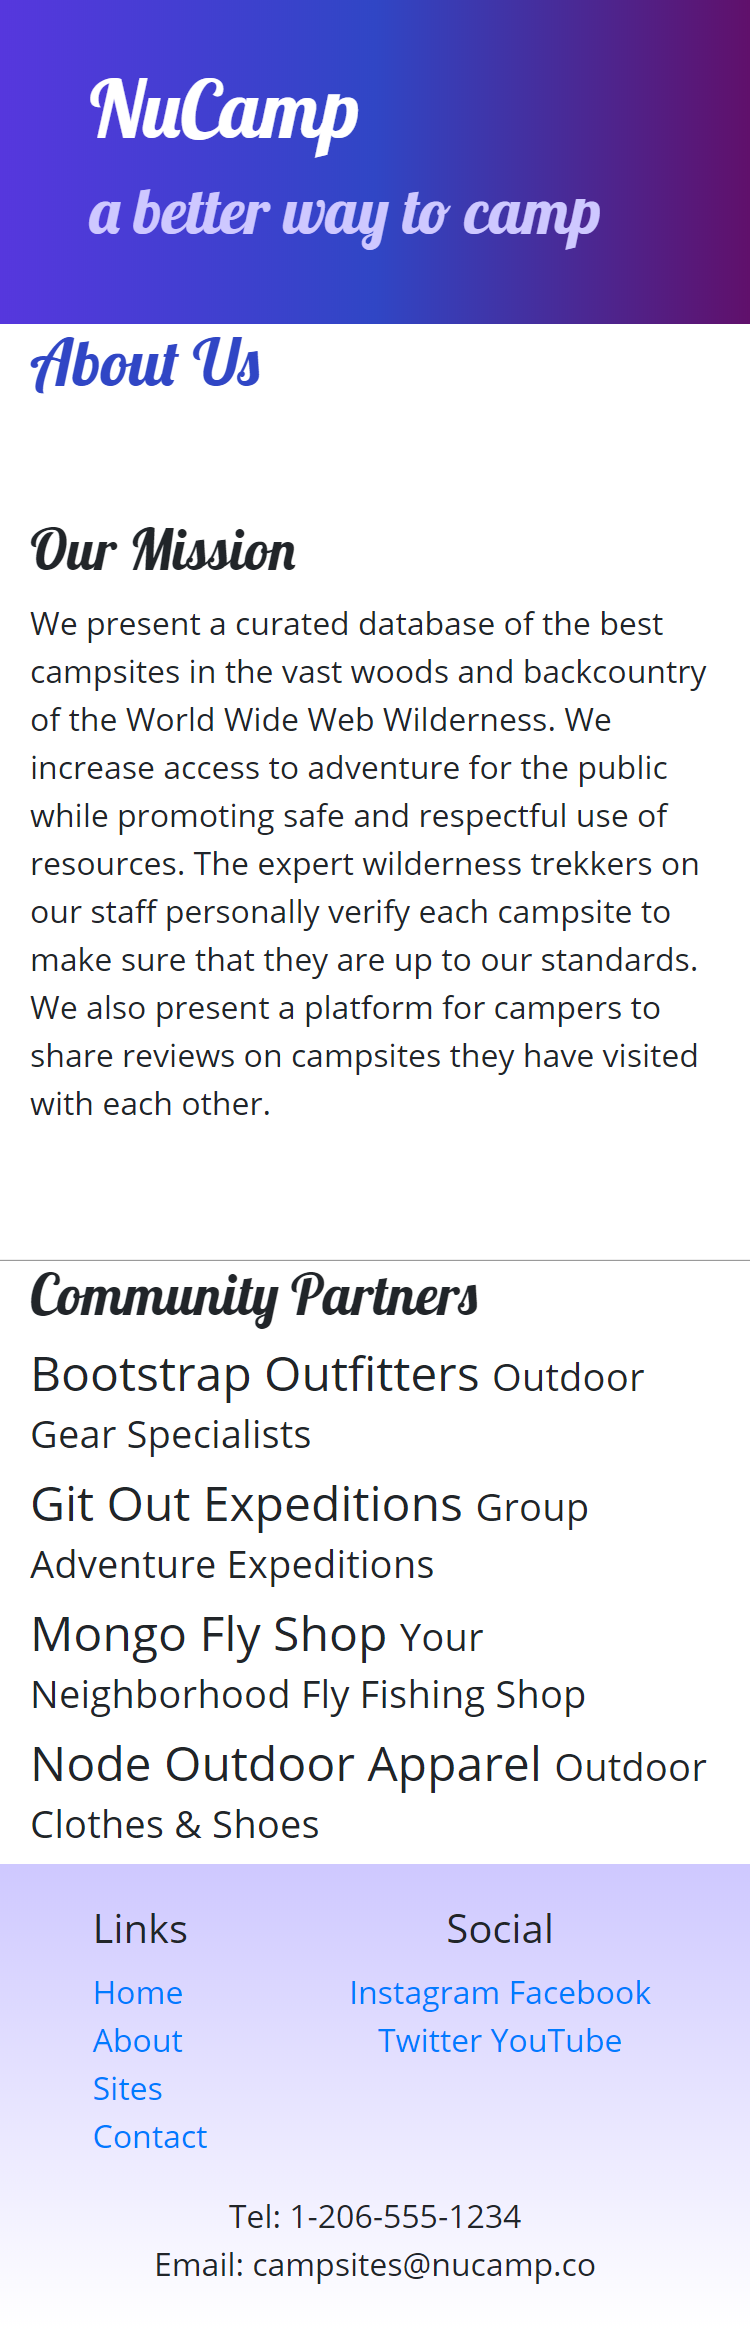 NuCamp
a better way to camp
About Us
Our Mission
We present a curated database of the best
campsites in the vast woods and backcountry
of the World Wide Web Wilderness. We
increase access to adventure for the public
while promoting safe and respectful use of
resources. The expert wilderness trekkers on
our staff personally verify each campsite to
make sure that they are up to our standards.
We also present a platform for campers to
share reviews on campsites they have visited
with each other.
Community Partners
Bootstrap Outfitters Outdoor
Gear Specialists
Git Out Expeditions Group
Adventure Expeditions
Mongo Fly Shop Your
Neighborhood Fly Fishing Shop
Node Outdoor Apparel Outdoor
Clothes & Shoes
Links
Home
About
Sites
Contact
Social
Instagram Facebook
Twitter YouTube
Tel: 1-206-555-1234
Email: campsites@nucamp.co